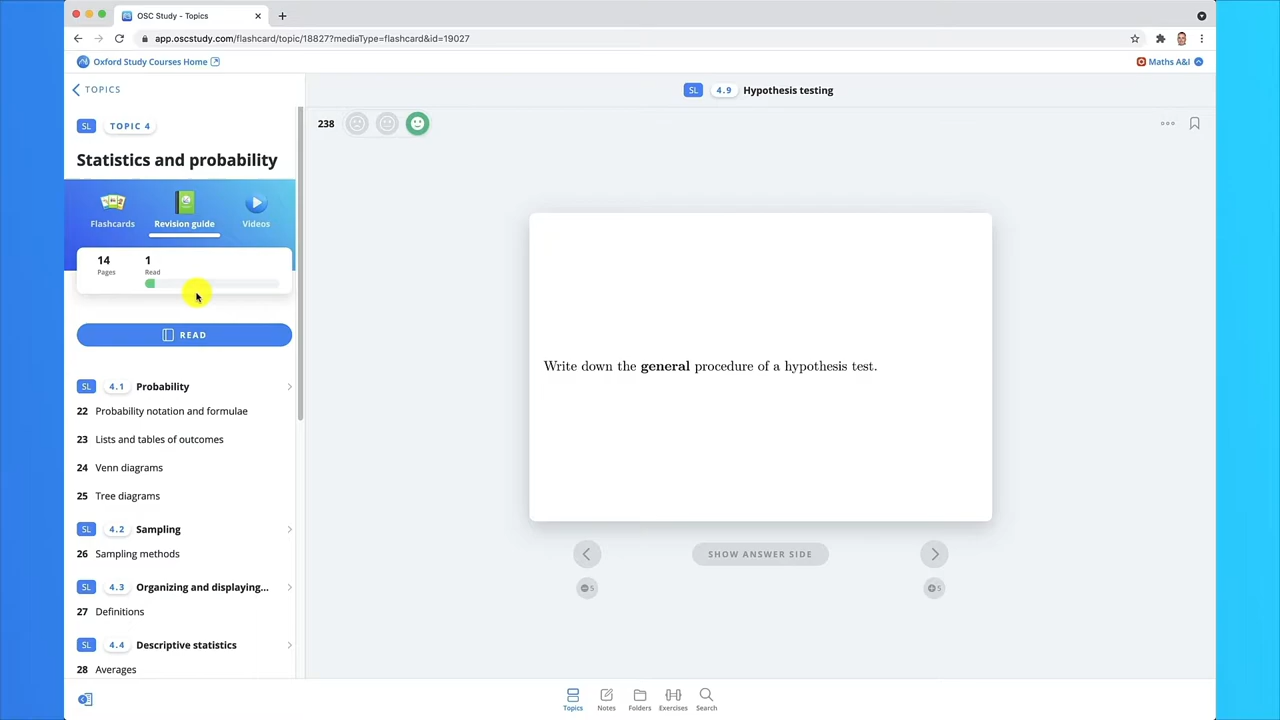 OSC Study - Topics
app.oscstudy.com/flashcard/topic/18827?mediaType=flashcard&id=19027
Oxford Study Courses Home
Maths A&I
TOPICS
SL 4.9 Hypothesis testing
SL TOPIC 4
238
Statistics and probability
Flashcards Revision guide Videos
14 1
Pages Read
READ
SL 4.1 Probability
22 Probability notation and formulae
23 Lists and tables of outcomes
24 Venn diagrams
25 Tree diagrams
SL 4.2 Sampling
26 Sampling methods
SL 4.3 Organizing and displaying...
27 Definitions
SL 4.4 Descriptive statistics
28 Averages
Write down the general procedure of a hypothesis test.
SHOW ANSWER SIDE
5 5
Topics Notes Folders Exercises Search